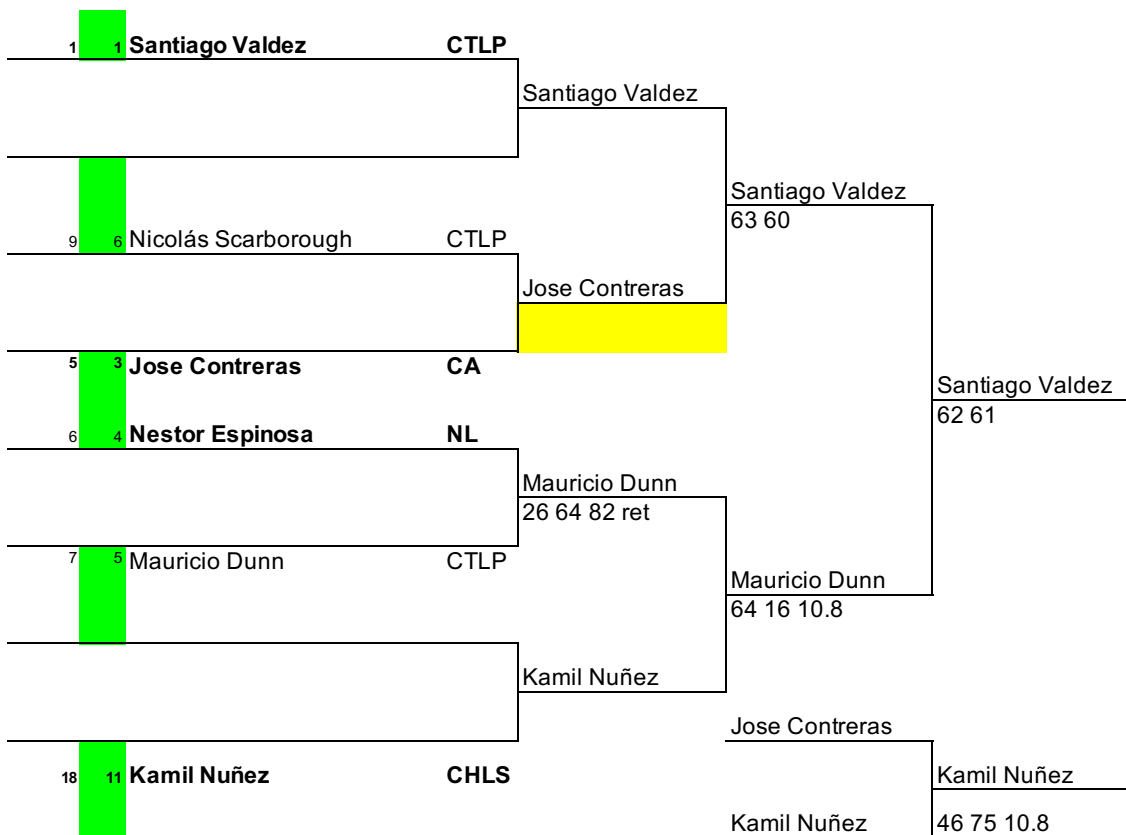 1 1 Santiago Valdez CTLP
Santiago Valdez
Santiago Valdez
63 60
9 6 Nicolás Scarborough CTLP
Jose Contreras
5 3 Jose Contreras CA
Santiago Valdez
62 61
6 4 Nestor Espinosa NL
Mauricio Dunn
26 64 82 ret
7 5 Mauricio Dunn CTLP
Mauricio Dunn
64 16 10.8
Kamil Nuñez
Jose Contreras
18 11 Kamil Nuñez CHLS
Kamil Nuñez
Kamil Nuñez 46 75 10.8